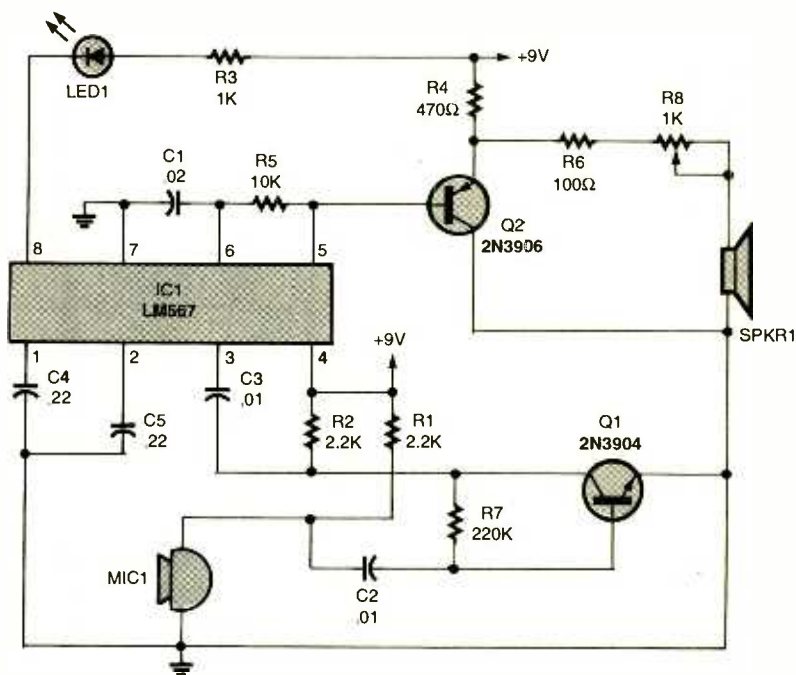 +9V
LED1
R3
1K
R4
470Ω
R8
1K
R6
100Ω
C1
.02
R5
10K
Q2
2N3906
8
7
6
5
IC1
LM567
SPKR1
1
2
3
4
+9V
C4
.22
C5
.22
C3
.01
R2
2.2K
R1
2.2K
Q1
2N3904
R7
220K
MIC1
C2
.01